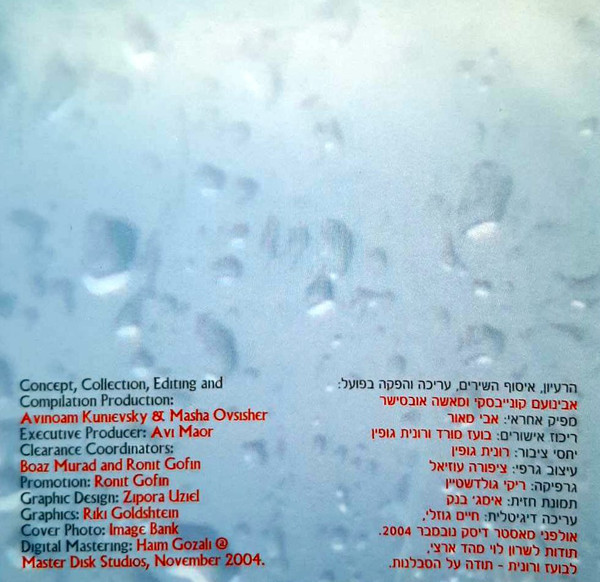 Concept, Collection, Editing and
Compilation Production:
Avinoam Kunievsky & Masha Ovsisher
Executive Producer: Avi Maor
Clearance Coordinators:
Boaz Murad and Ronit Gofin
Promotion: Ronit Gofin
Graphic Design: Zipora Uziel
Graphics: Riki Goldshtein
Cover Photo: Image Bank
Digital Mastering: Haim Gozali @
Master Disk Studios, November 2004.
הרעיון, איסוף השירים, עריכה והפקה בפועל:
אבינועם קונייבסקי ומאשה אובסישר
מפיק אחראי: אבי מאור
ריכוז אישורים: בועז מורד ורונית גופין
יחסי ציבור: רונית גופין
עיצוב גרפי: ציפורה עוזיאל
גרפיקה: ריקי גולדשטיין
תמונת חזית: אימג׳ בנק
עריכה דיגיטלית: חיים גוזלי,
אולפני מאסטר דיסק נובמבר 2004.
תודות לשרון לוי מהד ארצי,
לבועז ורונית - תודה על הסבלנות.